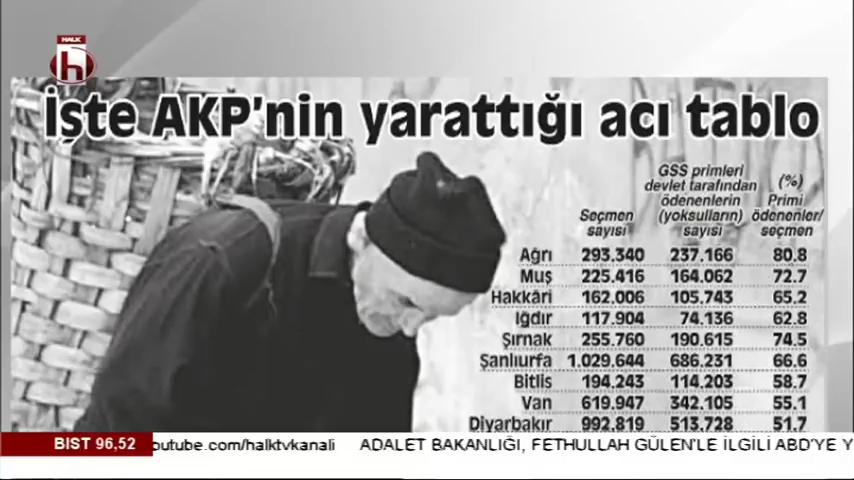 HALK
h
İşte AKP'nin yarattığı acı tablo
GSS primleri
devlet tarafından
ödenenlerin
(yoksulların)
sayısı
Seçmen
sayısı
(%)
Primi
ödenenler/
seçmen
Ağrı 293.340 237.166 80.8
Muş 225.416 164.062 72.7
Hakkâri 162.006 105.743 65.2
Iğdır 117.904 74.136 62.8
Şırnak 255.760 190.615 74.5
Şanlıurfa 1.029.644 686.231 66.6
Bitlis 194.243 114.203 58.7
Van 619.947 342.105 55.1
Diyarbakır 992.819 513.728 51.7
BIST 96,52 outube.com/halktvkanali ADALET BAKANLIĞI, FETHULLAH GÜLEN'LE İLGİLİ ABD'YE Y